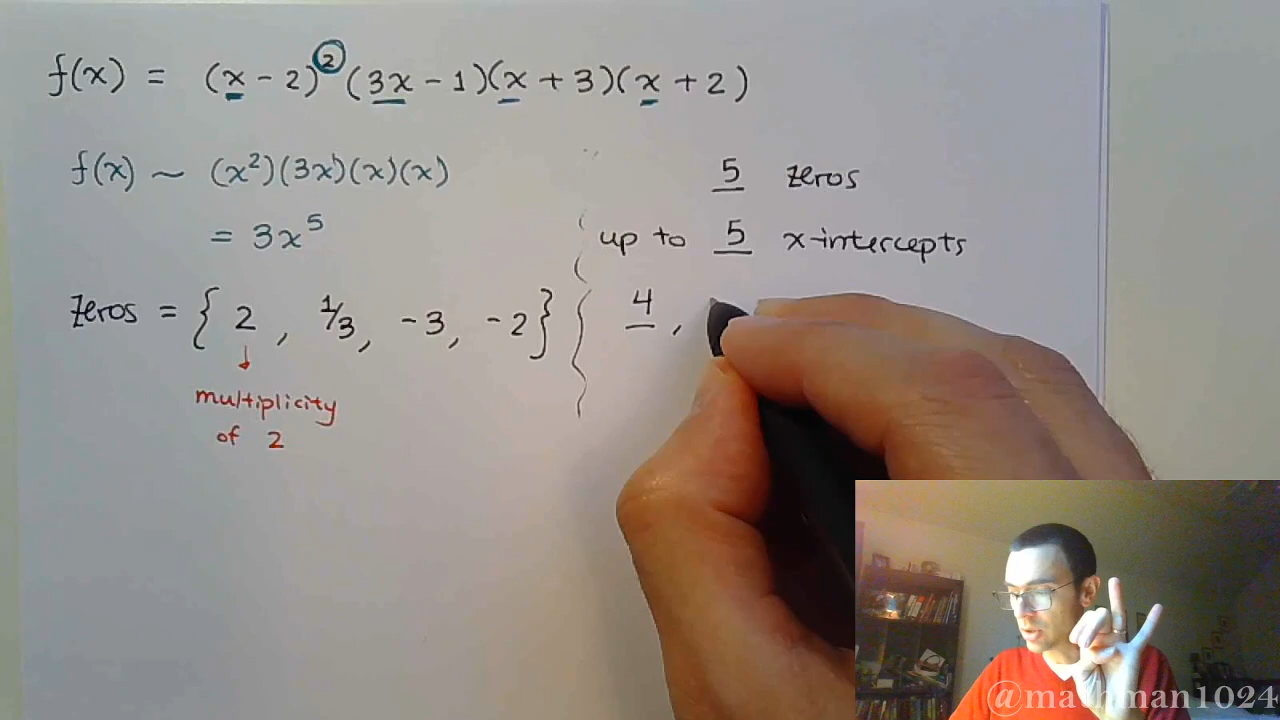 f(x) = (x - 2)² (3x - 1)(x + 3)(x + 2)
f(x) ~ (x²)(3x)(x)(x)
= 3x⁵
Zeros = { 2, 1/3, -3, -2 }
multiplicity
of 2
5 zeros
up to 5 x-intercepts
4,
@mathman1024